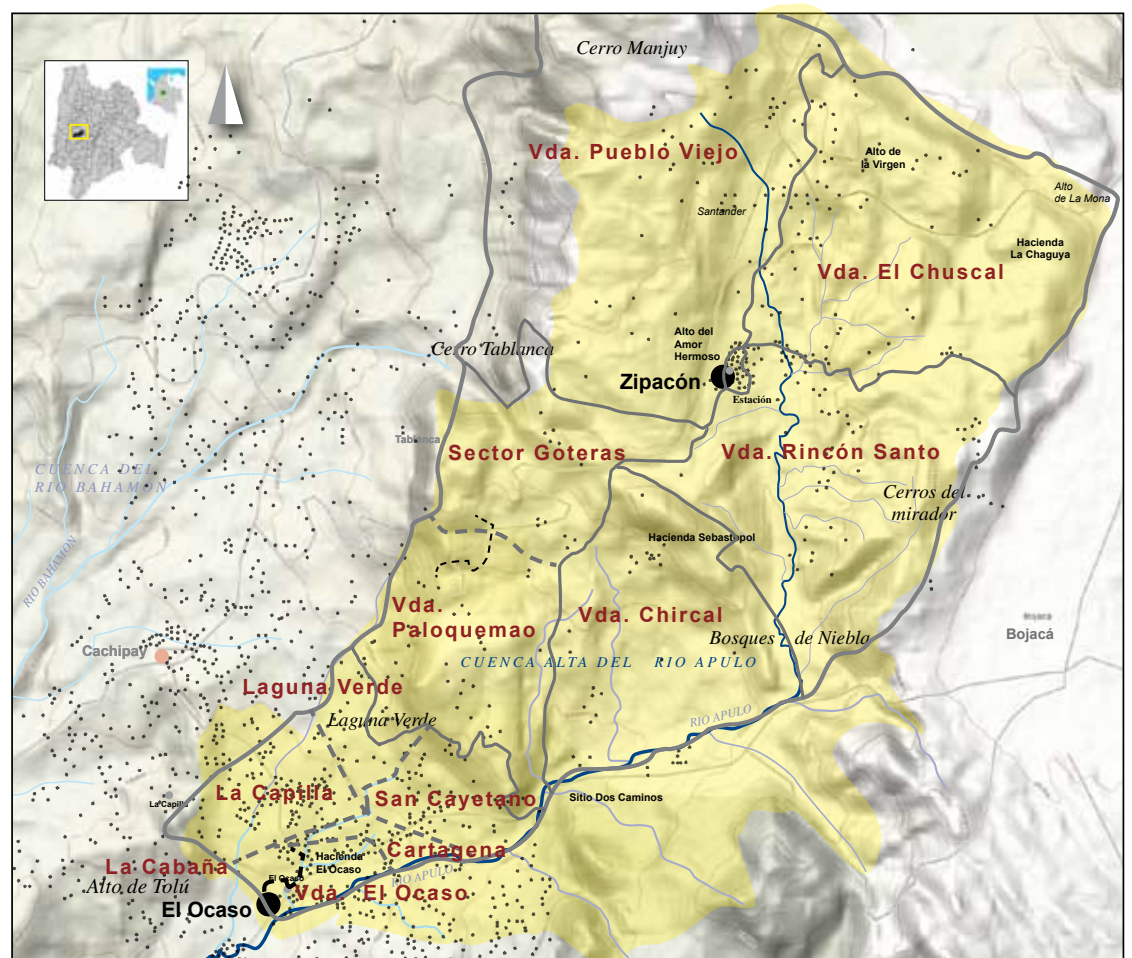 Cerro Manjuy
Vda. Pueblo Viejo
Alto de
la Virgen
Alto
de La Mona
Santander
Hacienda
La Chaguya
Vda. El Chuscal
Alto del
Amor
Hermoso
Cerro Tablanca
Zipacón
Estación
Tablanca
Sector Goteras
Vda. Rincón Santo
CUENCA DEL
RIO BAHAMON
Cerros del
mirador
Hacienda Sebastopol
RIO BAHAMON
Vda.
Paloquemao
Vda. Chircal
Bojacá
Bojacá
Bosques de Niebla
Cachipay
CUENCA ALTA DEL RIO APULO
Laguna Verde
Laguna Verde
RIO APULO
La Capilla
La Capilla
San Cayetano
Sitio Dos Caminos
Cartagena
La Cabaña
Hacienda
El Ocaso
El Ocaso
RIO APULO
Alto de Tolú
Vda. El Ocaso
El Ocaso